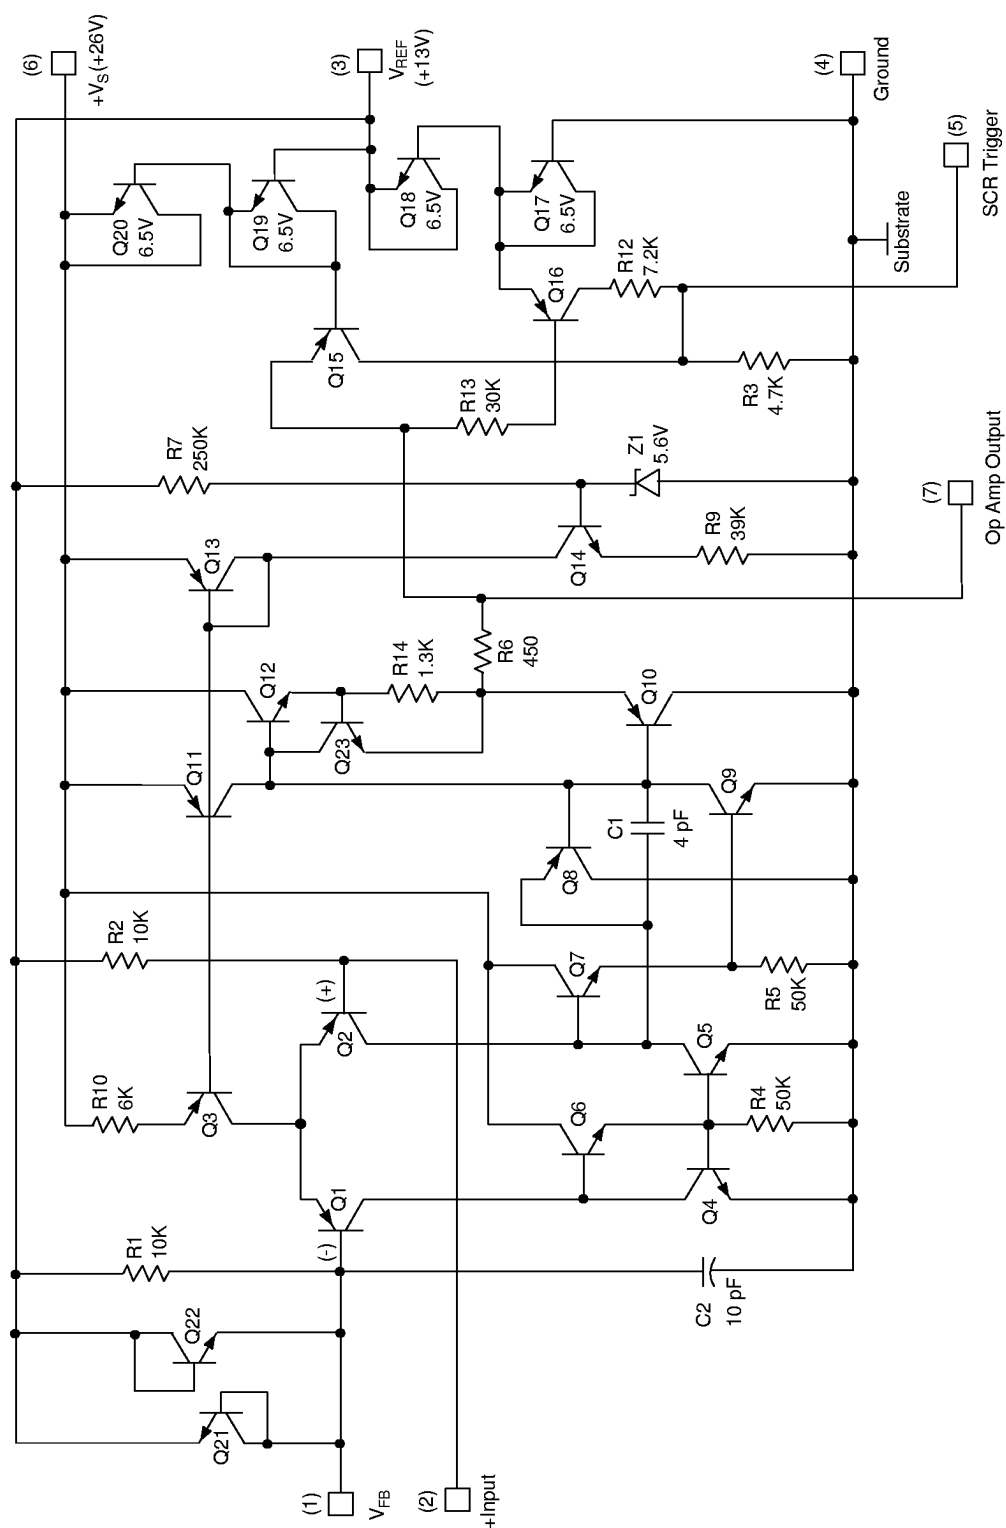 (6)
+VS (+26V)
(3)
VREF
(+13V)
(4)
Ground
(5)
SCR Trigger
Substrate
(7)
Op Amp Output
Q20
6.5V
Q19
6.5V
Q18
6.5V
Q17
6.5V
Q16
R12
7.2K
Q15
R3
4.7K
R13
30K
R7
250K
Z1
5.6V
Q13
Q14
R9
39K
Q12
R14
1.3K
R6
450
Q23
Q10
Q11
Q9
C1
4 pF
Q8
R2
10K
(+)
Q2
Q7
R5
50K
Q5
R10
6K
Q3
Q6
R4
50K
Q1
(-)
Q4
R1
10K
C2
10 pF
Q22
Q21
(1)
VFB
(2)
+Input